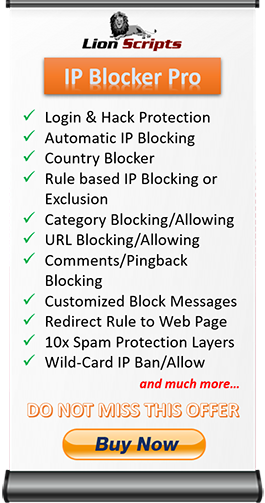 Lion Scripts
IP Blocker Pro
Login & Hack Protection
Automatic IP Blocking
Country Blocker
Rule based IP Blocking or
Exclusion
Category Blocking/Allowing
URL Blocking/Allowing
Comments/Pingback
Blocking
Customized Block Messages
Redirect Rule to Web Page
10x Spam Protection Layers
Wild-Card IP Ban/Allow
and much more...
DO NOT MISS THIS OFFER
Buy Now